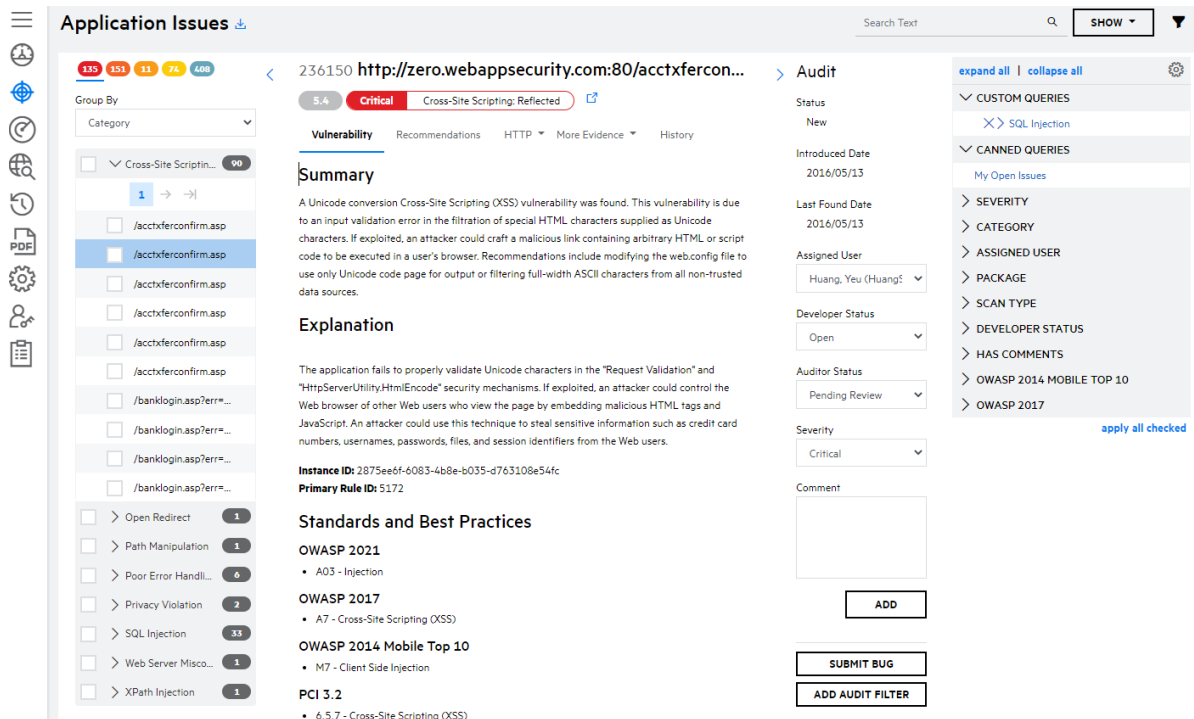 Application Issues
Search Text
SHOW
135 151 11 74 408
Group By
Category
Cross-Site Scriptin... 90
1
/acctxferconfirm.asp
/acctxferconfirm.asp
/acctxferconfirm.asp
/acctxferconfirm.asp
/acctxferconfirm.asp
/acctxferconfirm.asp
/banklogin.asp?err=...
/banklogin.asp?err=...
/banklogin.asp?err=...
/banklogin.asp?err=...
Open Redirect 1
Path Manipulation 1
Poor Error Handli... 6
Privacy Violation 2
SQL Injection 33
Web Server Misco... 1
XPath Injection 1
PDF
236150 http://zero.webappsecurity.com:80/acctxfercon...
5.4 Critical Cross-Site Scripting: Reflected
Vulnerability Recommendations HTTP More Evidence History
Summary
A Unicode conversion Cross-Site Scripting (XSS) vulnerability was found. This vulnerability is due
to an input validation error in the filtration of special HTML characters supplied as Unicode
characters. If exploited, an attacker could craft a malicious link containing arbitrary HTML or script
code to be executed in a user's browser. Recommendations include modifying the web.config file to
use only Unicode code page for output or filtering full-width ASCII characters from all non-trusted
data sources.
Explanation
The application fails to properly validate Unicode characters in the "Request Validation" and
"HttpServerUtility.HtmlEncode" security mechanisms. If exploited, an attacker could control the
Web browser of other Web users who view the page by embedding malicious HTML tags and
JavaScript. An attacker could use this technique to steal sensitive information such as credit card
numbers, usernames, passwords, files, and session identifiers from the Web users.
Instance ID: 2875ee6f-6083-4b8e-b035-d763108e54fc
Primary Rule ID: 5172
Standards and Best Practices
OWASP 2021
• A03 - Injection
OWASP 2017
• A7 - Cross-Site Scripting (XSS)
OWASP 2014 Mobile Top 10
• M7 - Client Side Injection
PCI 3.2
• 6.5.7 - Cross-Site Scripting (XSS)
Audit
Status
New
Introduced Date
2016/05/13
Last Found Date
2016/05/13
Assigned User
Huang, Yeu (HuangS
Developer Status
Open
Auditor Status
Pending Review
Severity
Critical
Comment
ADD
SUBMIT BUG
ADD AUDIT FILTER
expand all | collapse all
CUSTOM QUERIES
SQL Injection
CANNED QUERIES
My Open Issues
SEVERITY
CATEGORY
ASSIGNED USER
PACKAGE
SCAN TYPE
DEVELOPER STATUS
HAS COMMENTS
OWASP 2014 MOBILE TOP 10
OWASP 2017
apply all checked